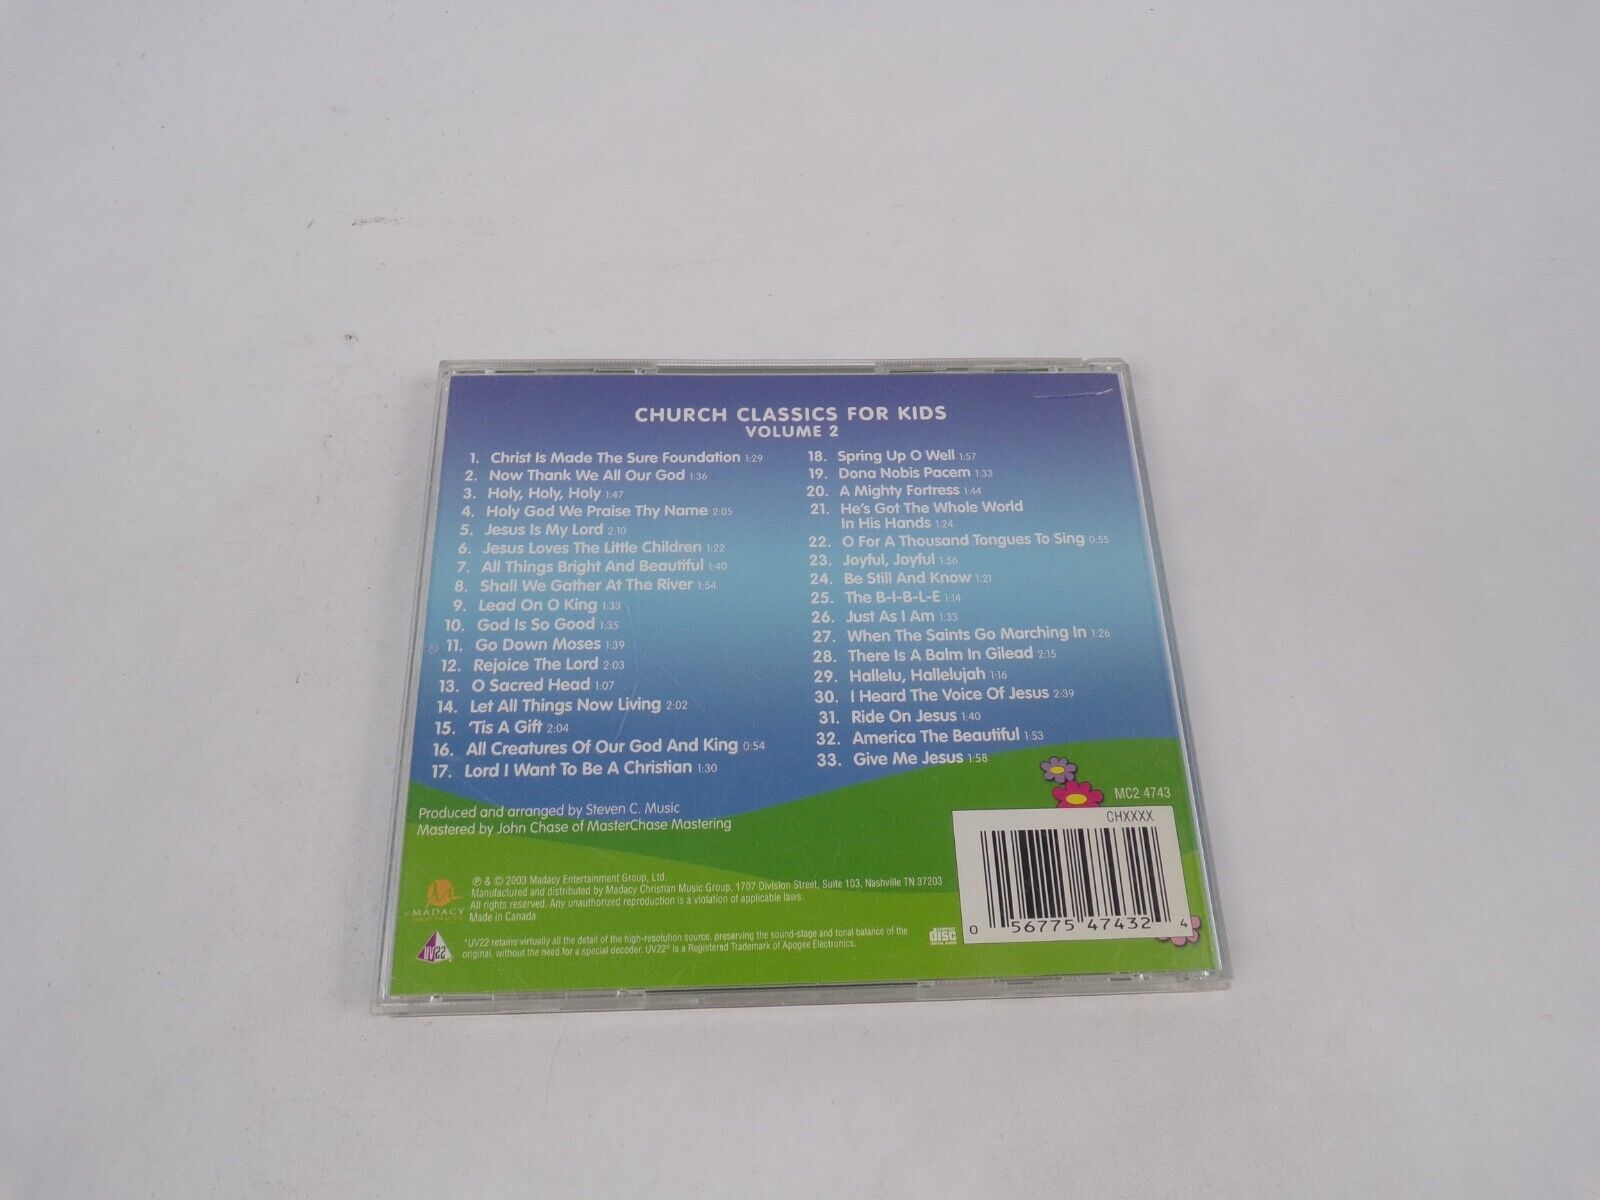 CHURCH CLASSICS FOR KIDS
VOLUME 2
1. Christ Is Made The Sure Foundation 1:29
2. Now Thank We All Our God 1:36
3. Holy, Holy, Holy 1:47
4. Holy God We Praise Thy Name 2:05
5. Jesus Is My Lord 2:10
6. Jesus Loves The Little Children 1:22
7. All Things Bright And Beautiful 1:40
8. Shall We Gather At The River 1:54
9. Lead On O King 1:33
10. God Is So Good 1:35
11. Go Down Moses 1:39
12. Rejoice The Lord 2:03
13. O Sacred Head 1:07
14. Let All Things Now Living 2:02
15. 'Tis A Gift 2:04
16. All Creatures Of Our God And King 0:54
17. Lord I Want To Be A Christian 1:30
18. Spring Up O Well 1:57
19. Dona Nobis Pacem 1:33
20. A Mighty Fortress 1:44
21. He's Got The Whole World
In His Hands 1:24
22. O For A Thousand Tongues To Sing 0:55
23. Joyful, Joyful 1:56
24. Be Still And Know 1:21
25. The B-I-B-L-E 1:14
26. Just As I Am 1:33
27. When The Saints Go Marching In 1:26
28. There Is A Balm In Gilead 2:15
29. Hallelu, Hallelujah 1:16
30. I Heard The Voice Of Jesus 2:39
31. Ride On Jesus 1:40
32. America The Beautiful 1:53
33. Give Me Jesus 1:58
Produced and arranged by Steven C. Music
Mastered by John Chase of MasterChase Mastering
MC2 4743
CHXXXX
0 56775 47432 4
℗ & © 2003 Madacy Entertainment Group, Ltd.
Manufactured and distributed by Madacy Christian Music Group, 1707 Division Street, Suite 103, Nashville TN 37203
All rights reserved. Any unauthorized reproduction is a violation of applicable laws.
Made in Canada
MADACY
UV22
*UV22 retains virtually all the detail of the high-resolution source, preserving the sound-stage and tonal balance of the
original, without the need for a special decoder. UV22® is a Registered Trademark of Apogee Electronics.
COMPACT
disc
DIGITAL AUDIO